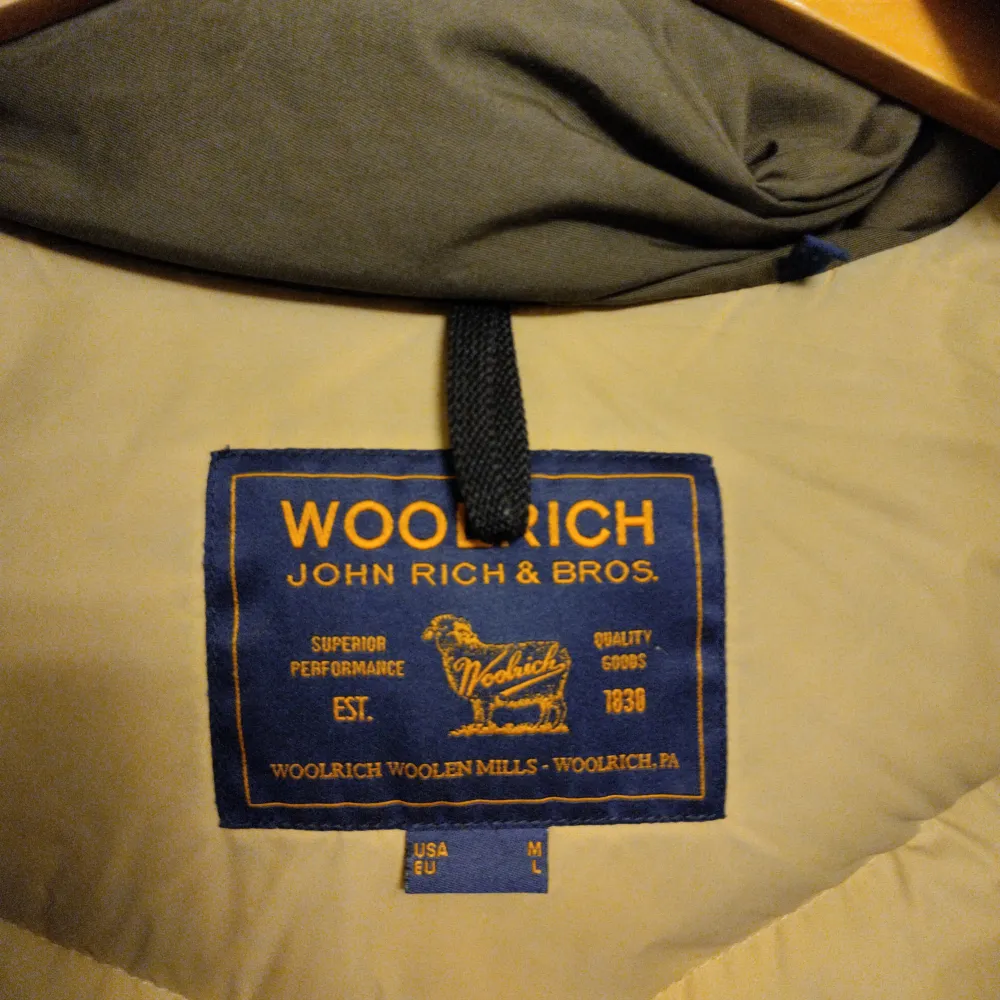 WOOLRICH
JOHN RICH & BROS.
SUPERIOR PERFORMANCE
EST.
Woolrich
QUALITY GOODS
1830
WOOLRICH WOOLEN MILLS - WOOLRICH, PA
USA M
EU L